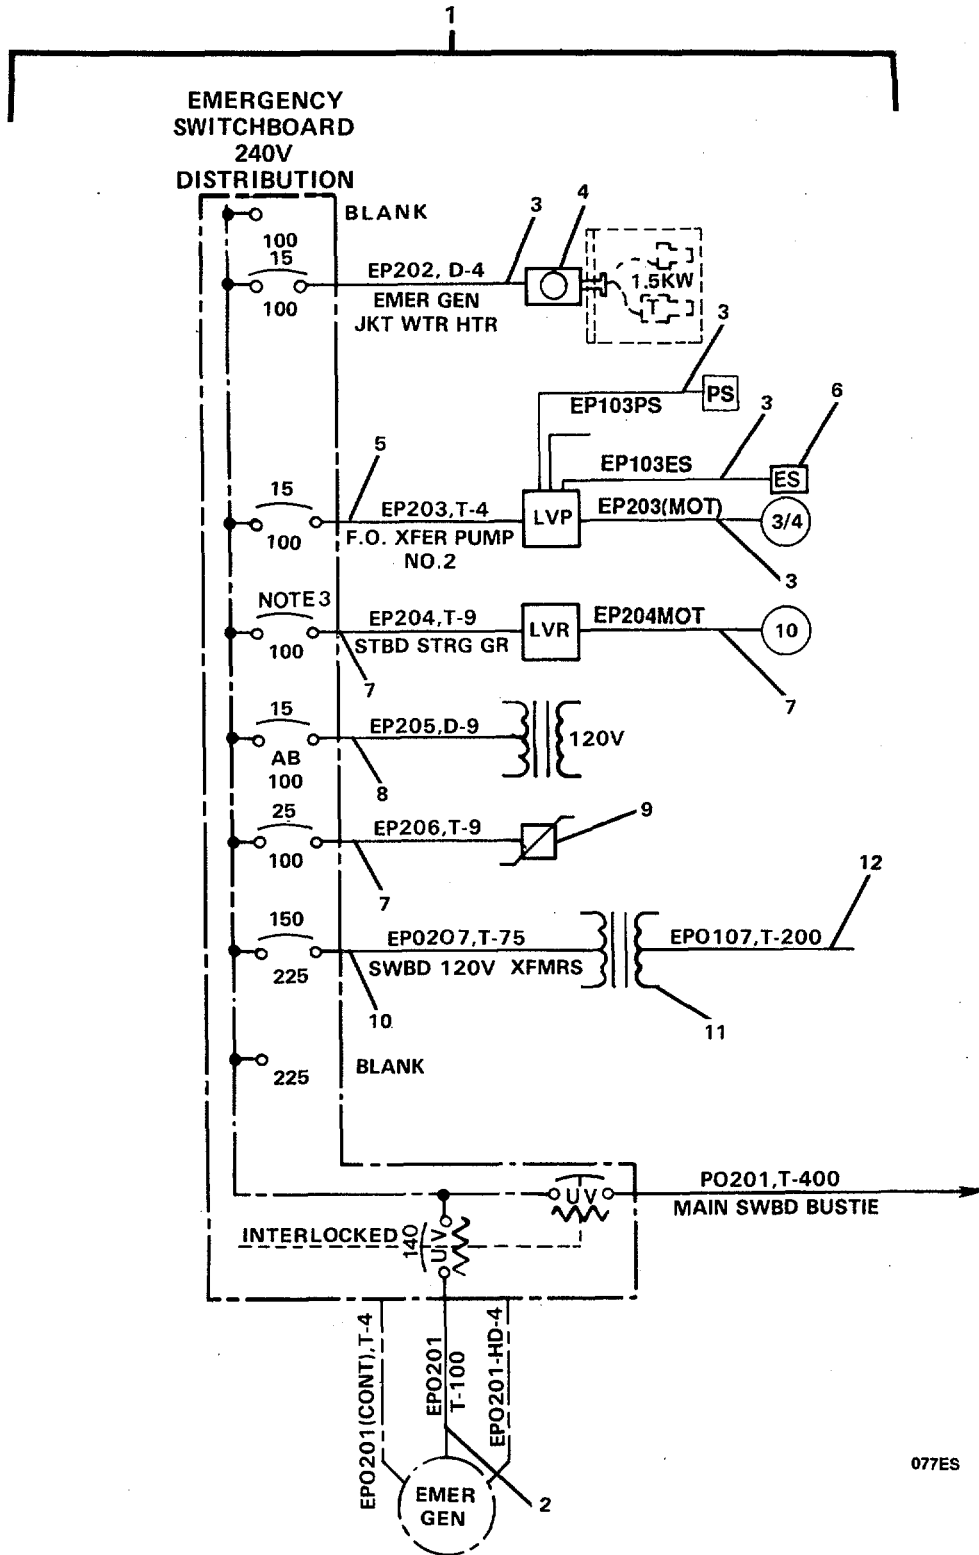 1
EMERGENCY
SWITCHBOARD
240V
DISTRIBUTION
BLANK
100
15
100
EP202, D-4
EMER GEN
JKT WTR HTR
3
4
1.5KW
T
3
EP103PS
PS
3
6
EP103ES
ES
5
15
100
EP203,T-4
F.O. XFER PUMP
NO.2
LVP
EP203(MOT)
3/4
3
NOTE 3
100
EP204,T-9
STBD STRG GR
LVR
EP204MOT
10
7
7
15
AB
100
EP205,D-9
120V
8
25
100
EP206,T-9
9
7
12
150
225
EP0207,T-75
SWBD 120V XFMRS
EPO107,T-200
10
11
225
BLANK
UV
PO201,T-400
MAIN SWBD BUSTIE
INTERLOCKED
140
UV
EPO201(CONT),T-4
EPO201
T-100
EPO201-HD-4
EMER
GEN
2
077ES